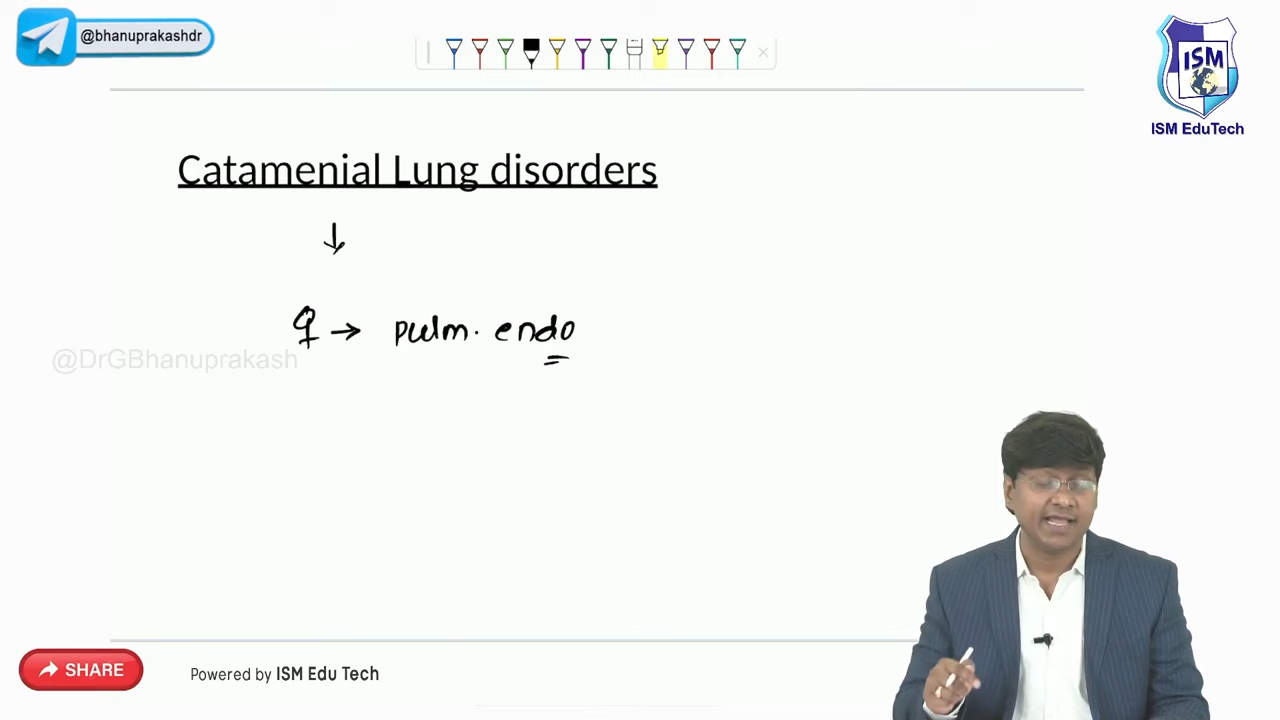 @bhanuprakashdr
ISM
ISM EduTech
Catamenial Lung disorders
↓
♀ → pulm. endo
@DrGBhanuprakash
SHARE
Powered by ISM Edu Tech